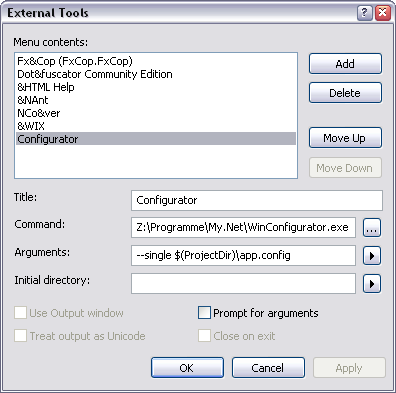 External Tools
Menu contents:
Fx&Cop (FxCop.FxCop)
Dot&fuscator Community Edition
&HTML Help
&NAnt
NCo&ver
&WIX
Configurator
Add
Delete
Move Up
Move Down
Title:
Configurator
Command:
Z:\Programme\My.Net\WinConfigurator.exe
...
Arguments:
--single $(ProjectDir)\app.config
Initial directory:
Use Output window
Prompt for arguments
Treat output as Unicode
Close on exit
OK
Cancel
Apply